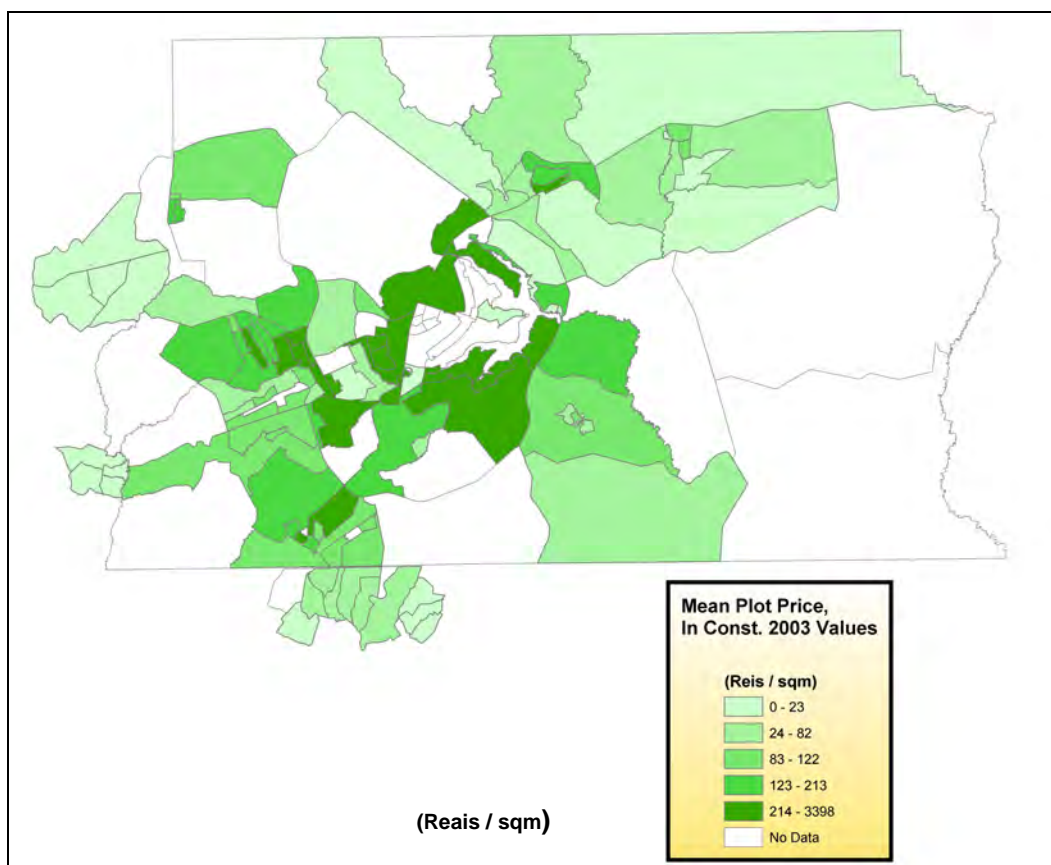 Mean Plot Price,
In Const. 2003 Values
(Reis / sqm)
0 - 23
24 - 82
83 - 122
123 - 213
214 - 3398
No Data
(Reais / sqm)